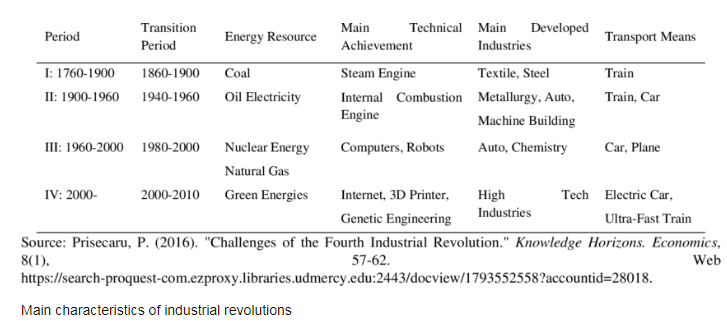 Period Transition Period Energy Resource Main Technical Achievement Main Developed Industries Transport Means
I: 1760-1900 1860-1900 Coal Steam Engine Textile, Steel Train
II: 1900-1960 1940-1960 Oil Electricity Internal Combustion Engine Metallurgy, Auto, Machine Building Train, Car
III: 1960-2000 1980-2000 Nuclear Energy Natural Gas Computers, Robots Auto, Chemistry Car, Plane
IV: 2000- 2000-2010 Green Energies Internet, 3D Printer, Genetic Engineering High Tech Industries Electric Car, Ultra-Fast Train
Source: Prisecaru, P. (2016). "Challenges of the Fourth Industrial Revolution." Knowledge Horizons. Economics,
8(1), 57-62. Web
https://search-proquest-com.ezproxy.libraries.udmercy.edu:2443/docview/1793552558?accountid=28018.
Main characteristics of industrial revolutions